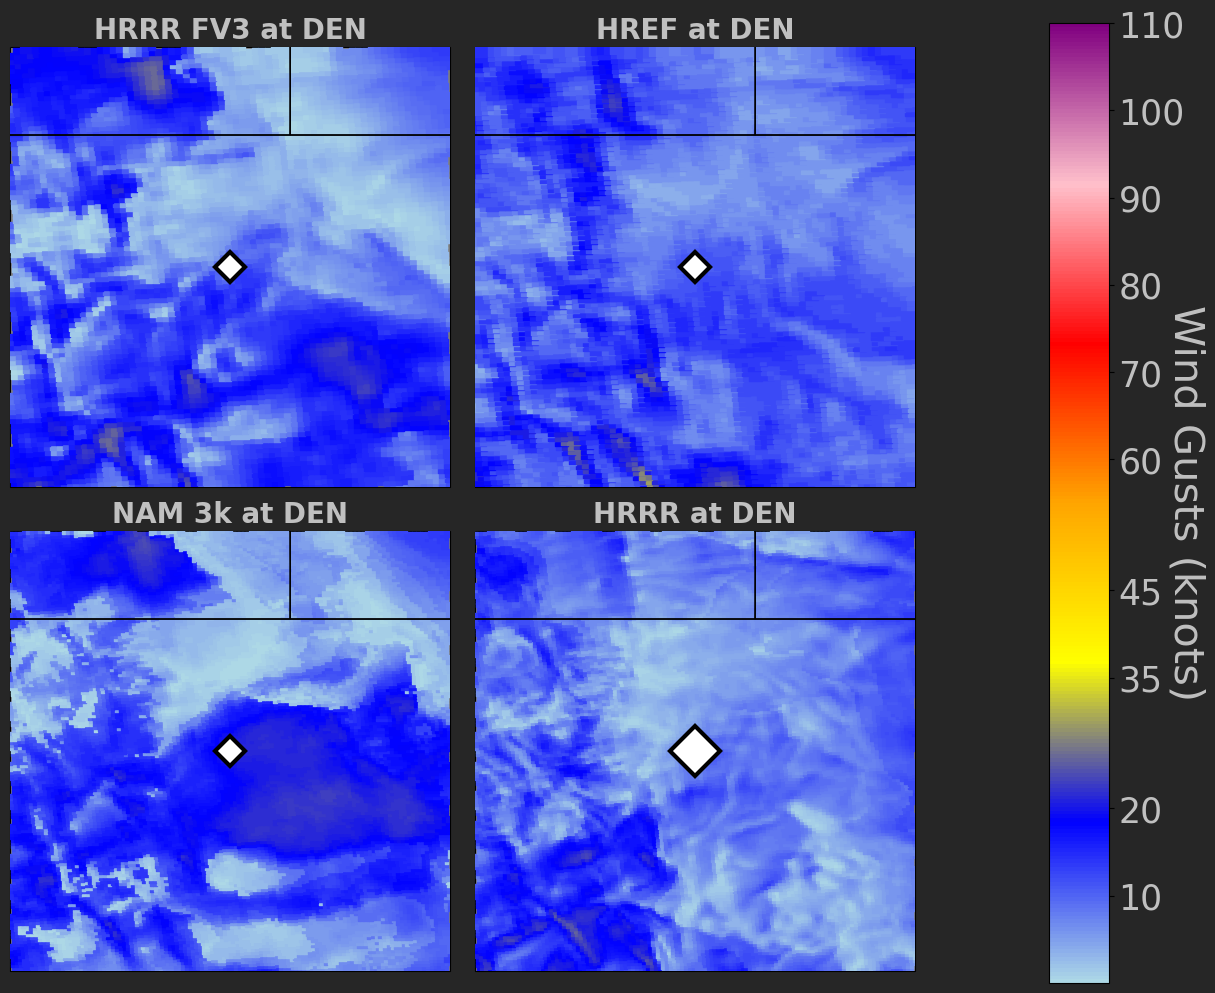 HRRR FV3 at DEN
HREF at DEN
NAM 3k at DEN
HRRR at DEN
110
100
90
80
70
60
45
35
20
10
Wind Gusts (knots)